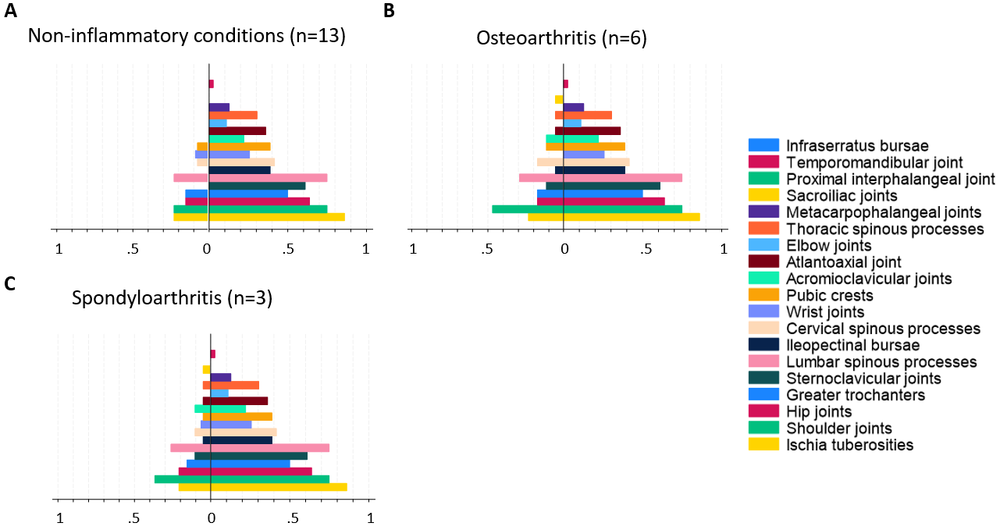 A
Non-inflammatory conditions (n=13)
1 .5 0 .5 1
B
Osteoarthritis (n=6)
1 .5 0 .5 1
C
Spondyloarthritis (n=3)
1 .5 0 .5 1
Infraserratus bursae
Temporomandibular joint
Proximal interphalangeal joint
Sacroiliac joints
Metacarpophalangeal joints
Thoracic spinous processes
Elbow joints
Atlantoaxial joint
Acromioclavicular joints
Pubic crests
Wrist joints
Cervical spinous processes
Ileopectinal bursae
Lumbar spinous processes
Sternoclavicular joints
Greater trochanters
Hip joints
Shoulder joints
Ischia tuberosities